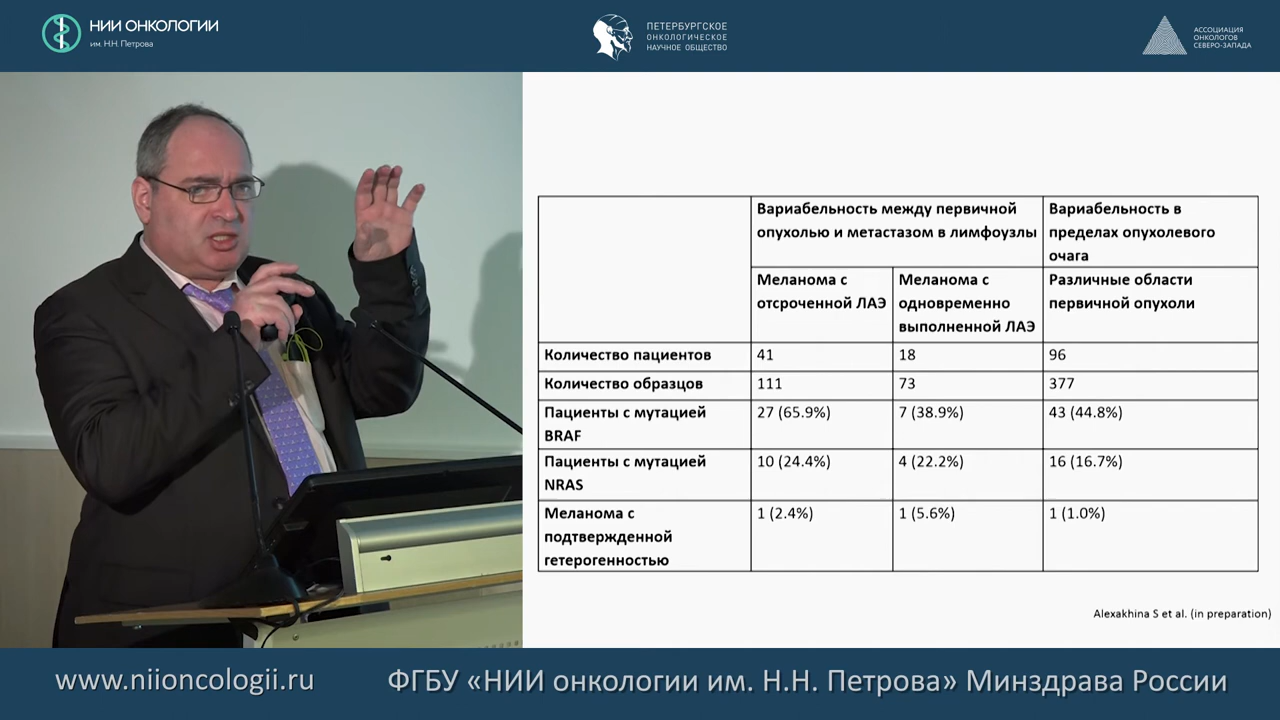 НИИ ОНКОЛОГИИ
им. Н.Н. Петрова
ПЕТЕРБУРГСКОЕ
ОНКОЛОГИЧЕСКОЕ
НАУЧНОЕ ОБЩЕСТВО
АССОЦИАЦИЯ
ОНКОЛОГОВ
СЕВЕРО-ЗАПАДА
Вариабельность между первичной
опухолью и метастазом в лимфоузлы
Вариабельность в
пределах опухолевого
очага
Меланома с
отсроченной ЛАЭ
Меланома с
одновременно
выполненной ЛАЭ
Различные области
первичной опухоли
Количество пациентов
41
18
96
Количество образцов
111
73
377
Пациенты с мутацией
BRAF
27 (65.9%)
7 (38.9%)
43 (44.8%)
Пациенты с мутацией
NRAS
10 (24.4%)
4 (22.2%)
16 (16.7%)
Меланома с
подтвержденной
гетерогенностью
1 (2.4%)
1 (5.6%)
1 (1.0%)
Alexakhina S et al. (in preparation)
www.niioncologii.ru
ФГБУ «НИИ онкологии им. Н.Н. Петрова» Минздрава России